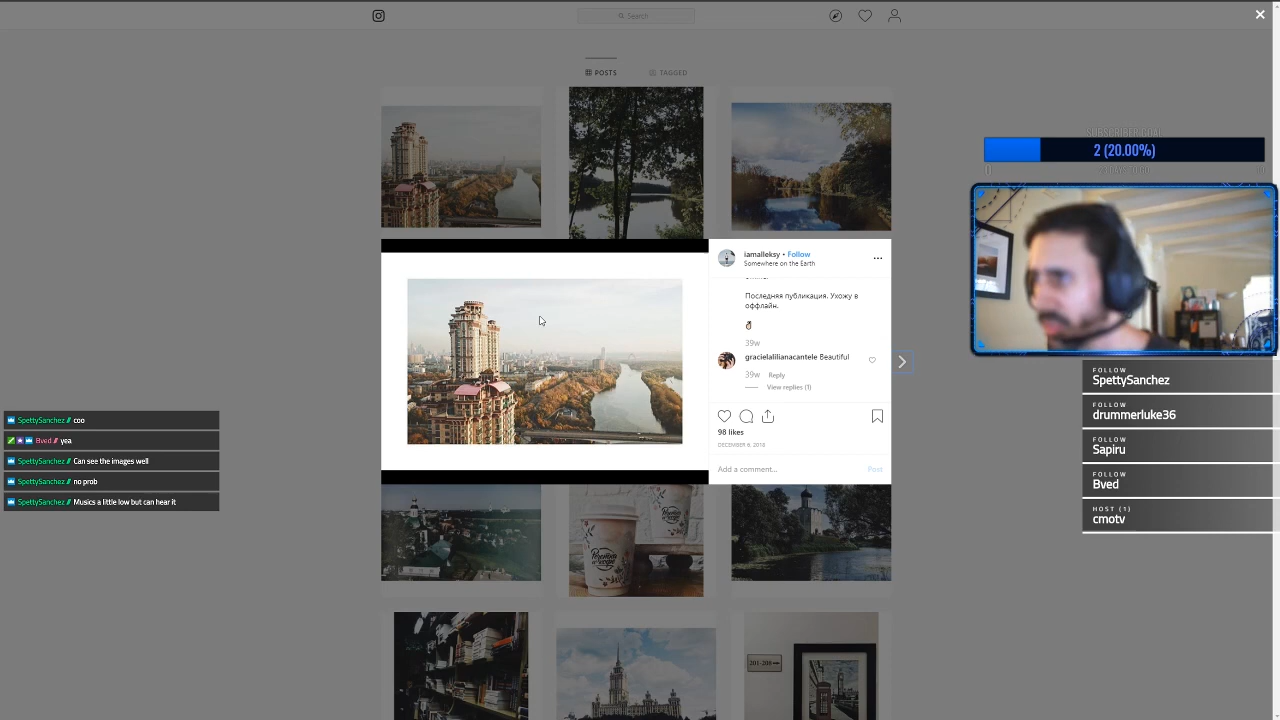 Search
POSTS
TAGGED
SUBSCRIBER GOAL
2 (20.00%)
iamalleksy • Follow
Somewhere on the Earth
Последняя публикация. Ухожу в
оффлайн.
39w
gracielalilianacantele Beautiful
39w Reply
View replies (1)
98 likes
Add a comment...
Post
SpettySanchez // coo
Bved // yea
SpettySanchez // Can see the images well
SpettySanchez // no prob
SpettySanchez // Musics a little low but can hear it
FOLLOW
SpettySanchez
FOLLOW
drummerluke36
FOLLOW
Sapiru
FOLLOW
Bved
HOST (1)
cmotv